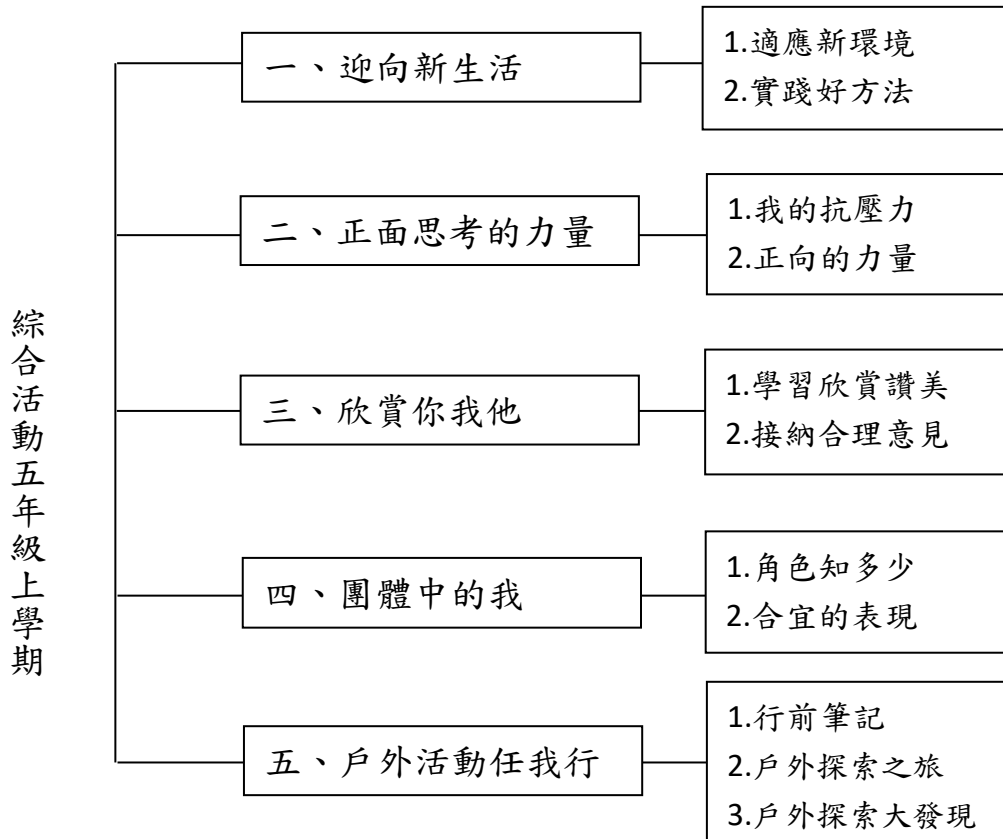 綜合活動五年級上學期
一、迎向新生活
1.適應新環境
2.實踐好方法
二、正面思考的力量
1.我的抗壓力
2.正向的力量
三、欣賞你我他
1.學習欣賞讚美
2.接納合理意見
四、團體中的我
1.角色知多少
2.合宜的表現
五、戶外活動任我行
1.行前筆記
2.戶外探索之旅
3.戶外探索大發現